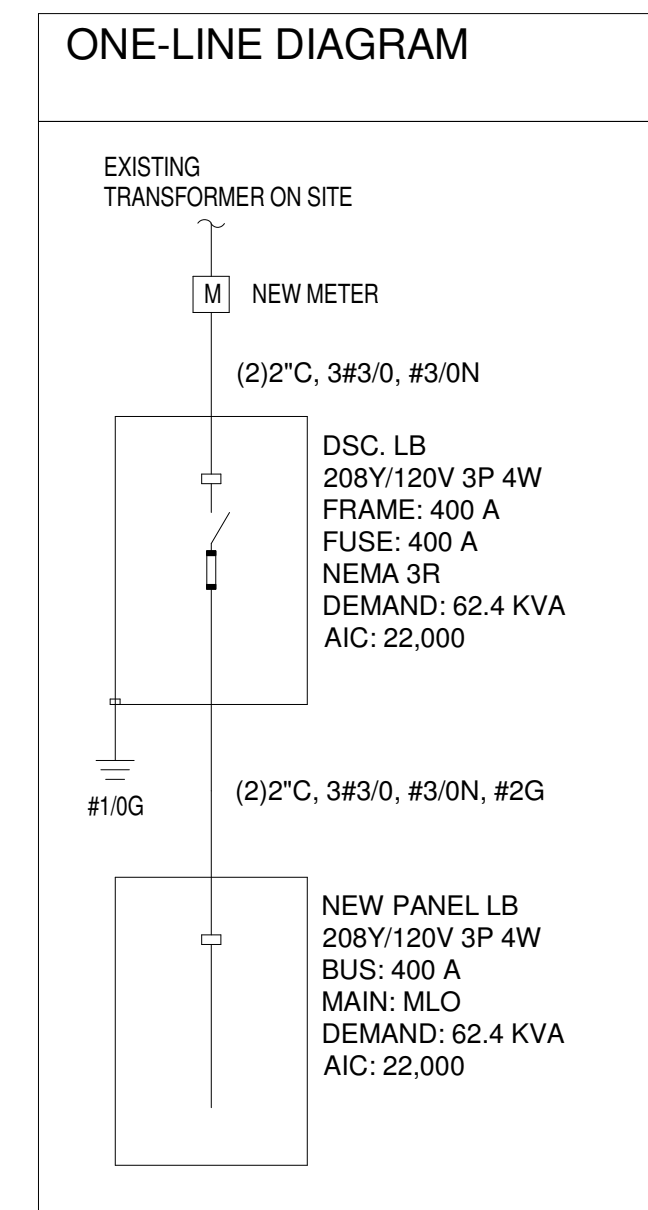 ONE-LINE DIAGRAM
EXISTING
TRANSFORMER ON SITE
M
NEW METER
(2)2"C, 3#3/0, #3/0N
DSC. LB
208Y/120V 3P 4W
FRAME: 400 A
FUSE: 400 A
NEMA 3R
DEMAND: 62.4 KVA
AIC: 22,000
#1/0G
(2)2"C, 3#3/0, #3/0N, #2G
NEW PANEL LB
208Y/120V 3P 4W
BUS: 400 A
MAIN: MLO
DEMAND: 62.4 KVA
AIC: 22,000